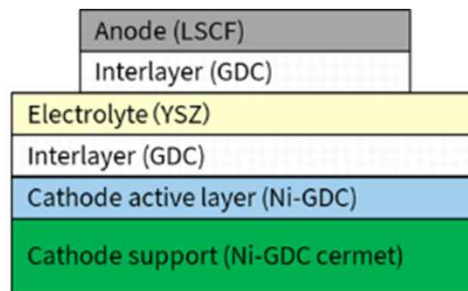 Anode (LSCF)
Interlayer (GDC)
Electrolyte (YSZ)
Interlayer (GDC)
Cathode active layer (Ni-GDC)
Cathode support (Ni-GDC cermet)